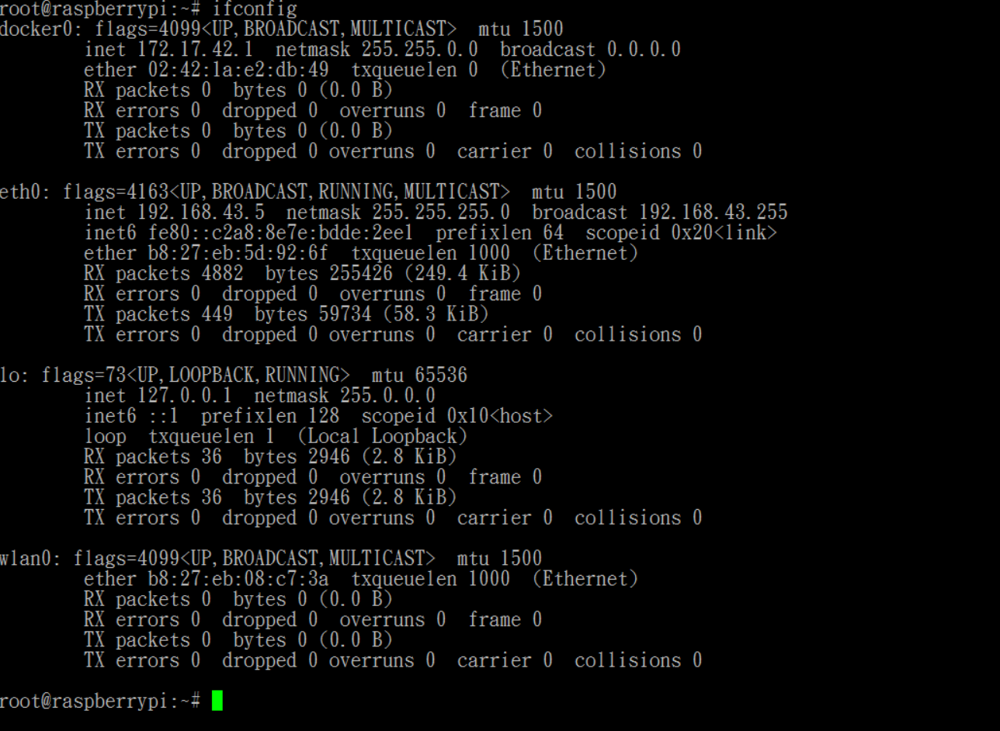 root@raspberrypi:~# ifconfig
docker0: flags=4099<UP,BROADCAST,MULTICAST>  mtu 1500
        inet 172.17.42.1  netmask 255.255.0.0  broadcast 0.0.0.0
        ether 02:42:1a:e2:db:49  txqueuelen 0  (Ethernet)
        RX packets 0  bytes 0 (0.0 B)
        RX errors 0  dropped 0  overruns 0  frame 0
        TX packets 0  bytes 0 (0.0 B)
        TX errors 0  dropped 0 overruns 0  carrier 0  collisions 0

eth0: flags=4163<UP,BROADCAST,RUNNING,MULTICAST>  mtu 1500
        inet 192.168.43.5  netmask 255.255.255.0  broadcast 192.168.43.255
        inet6 fe80::c2a8:8e7e:bdde:2ee1  prefixlen 64  scopeid 0x20<link>
        ether b8:27:eb:5d:92:6f  txqueuelen 1000  (Ethernet)
        RX packets 4882  bytes 255426 (249.4 KiB)
        RX errors 0  dropped 0  overruns 0  frame 0
        TX packets 449  bytes 59734 (58.3 KiB)
        TX errors 0  dropped 0 overruns 0  carrier 0  collisions 0

lo: flags=73<UP,LOOPBACK,RUNNING>  mtu 65536
        inet 127.0.0.1  netmask 255.0.0.0
        inet6 ::1  prefixlen 128  scopeid 0x10<host>
        loop  txqueuelen 1  (Local Loopback)
        RX packets 36  bytes 2946 (2.8 KiB)
        RX errors 0  dropped 0  overruns 0  frame 0
        TX packets 36  bytes 2946 (2.8 KiB)
        TX errors 0  dropped 0 overruns 0  carrier 0  collisions 0

wlan0: flags=4099<UP,BROADCAST,MULTICAST>  mtu 1500
        ether b8:27:eb:08:c7:3a  txqueuelen 1000  (Ethernet)
        RX packets 0  bytes 0 (0.0 B)
        RX errors 0  dropped 0  overruns 0  frame 0
        TX packets 0  bytes 0 (0.0 B)
        TX errors 0  dropped 0 overruns 0  carrier 0  collisions 0

root@raspberrypi:~#